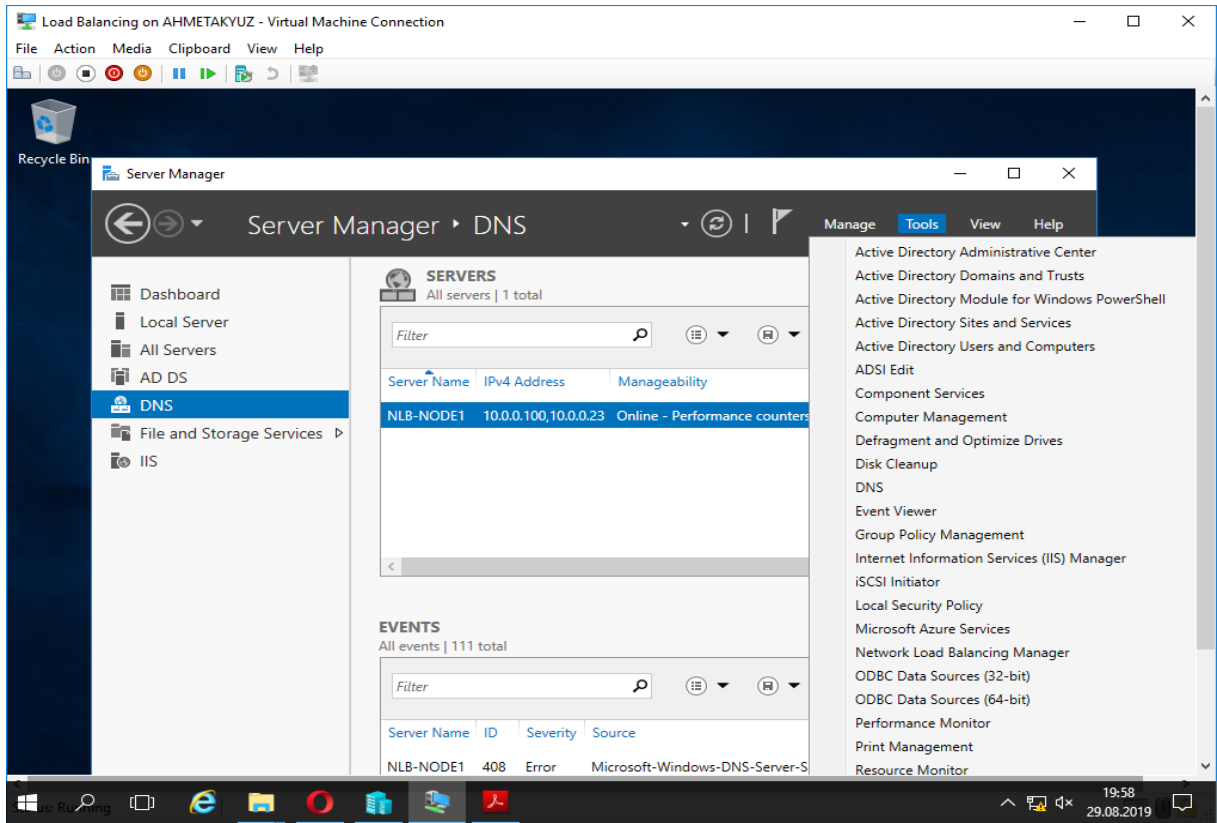 Load Balancing on AHMETAKYUZ - Virtual Machine Connection
File Action Media Clipboard View Help
Recycle Bin
Server Manager
Server Manager ‣ DNS
Manage Tools View Help
Dashboard
Local Server
All Servers
AD DS
DNS
File and Storage Services
IIS
SERVERS
All servers | 1 total
Filter
Server Name IPv4 Address Manageability
NLB-NODE1 10.0.0.100,10.0.0.23 Online - Performance counters
EVENTS
All events | 111 total
Filter
Server Name ID Severity Source
NLB-NODE1 408 Error Microsoft-Windows-DNS-Server-S
Active Directory Administrative Center
Active Directory Domains and Trusts
Active Directory Module for Windows PowerShell
Active Directory Sites and Services
Active Directory Users and Computers
ADSI Edit
Component Services
Computer Management
Defragment and Optimize Drives
Disk Cleanup
DNS
Event Viewer
Group Policy Management
Internet Information Services (IIS) Manager
iSCSI Initiator
Local Security Policy
Microsoft Azure Services
Network Load Balancing Manager
ODBC Data Sources (32-bit)
ODBC Data Sources (64-bit)
Performance Monitor
Print Management
Resource Monitor
19:58
29.08.2019